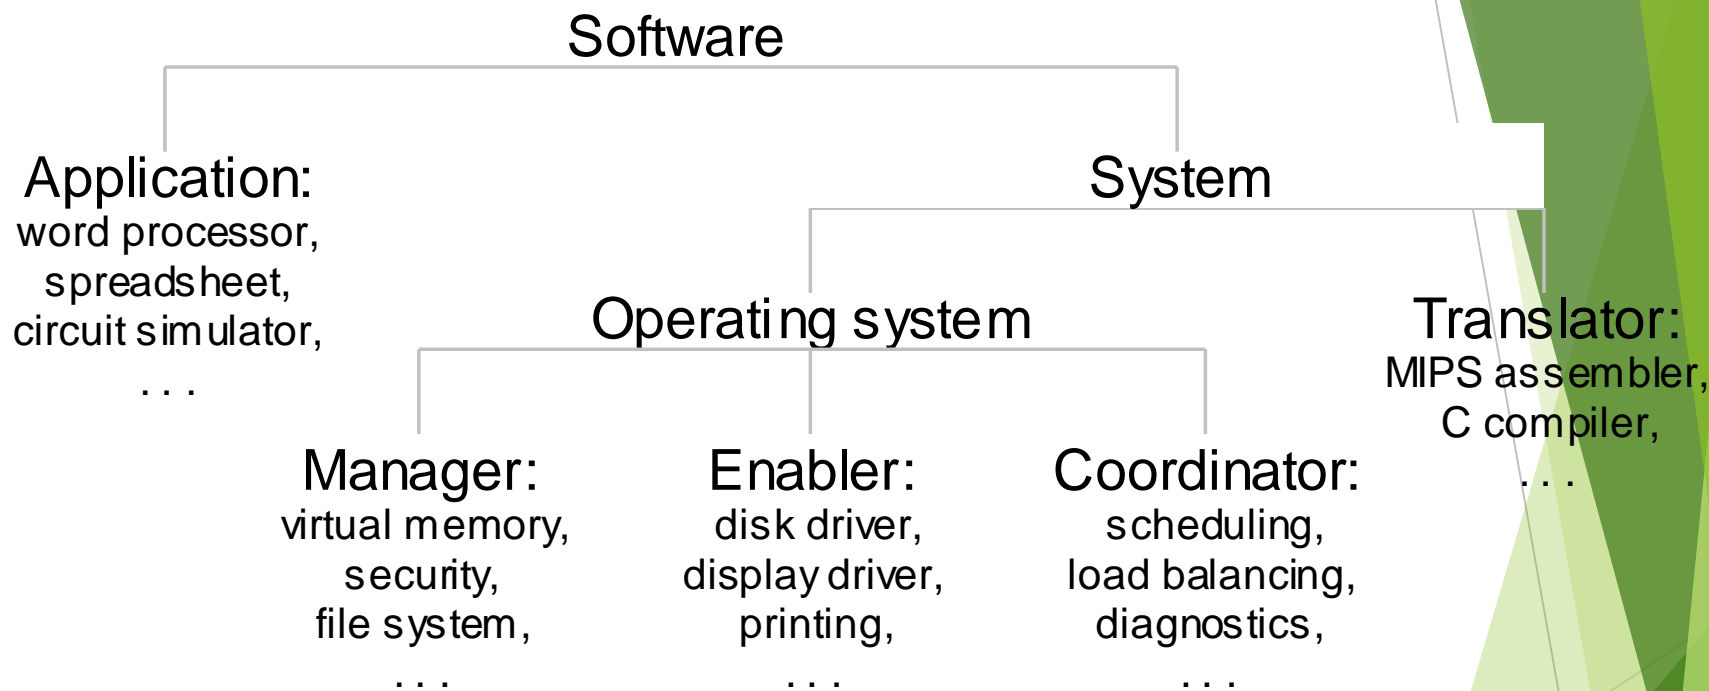 Software
Application:
word processor,
spreadsheet,
circuit simulator,
. . .
System
Operating system
Manager:
virtual memory,
security,
file system,
. . .
Enabler:
disk driver,
display driver,
printing,
. . .
Coordinator:
scheduling,
load balancing,
diagnostics,
. . .
Translator:
MIPS assembler,
C compiler,
. . .